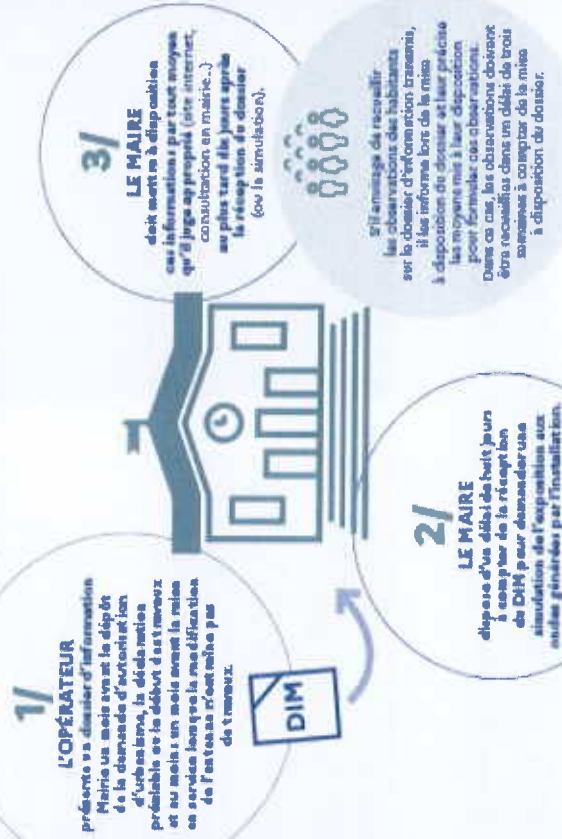 1/
L'OPÉRATEUR
présente un dossier d'information
Mairie un mois avant le dépôt
de la demande d'autorisation
d'urbanisme, la déclaration
préalable ou le début des travaux
et au moins un mois avant la mise
en service lorsque la modification
de l'antenne n'entraîne pas
de travaux.
DIM
2/
LE MAIRE
dispose d'un délai de huit jours
à compter de la réception
du DIM pour demander une
simulation de l'exposition aux
ondes générées par l'installation.
3/
LE MAIRE
doit mettre à disposition
ces informations par tout moyen
qu'il juge approprié (site internet,
consultation en mairie...)
au plus tard dix jours après
la réception du dossier
(ou la simulation).
S'il envisage de recueillir
les observations des habitants
sur le dossier d'information transmis,
il les informe lors de la mise
à disposition du dossier et leur précise
les moyens mis à leur disposition
pour formuler ces observations.
Dans ce cas, les observations doivent
être recueillies dans un délai de trois
semaines à compter de la mise
à disposition du dossier.